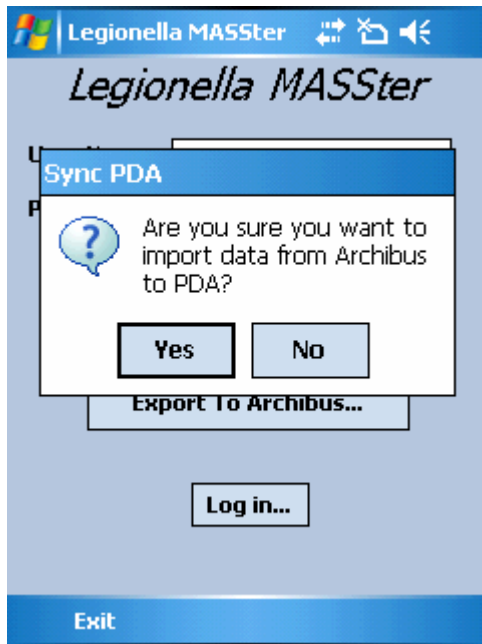 Legionella MASSter
Legionella MASSter
Sync PDA
Are you sure you want to
import data from Archibus
to PDA?
Yes
No
Export To Archibus...
Log in...
Exit